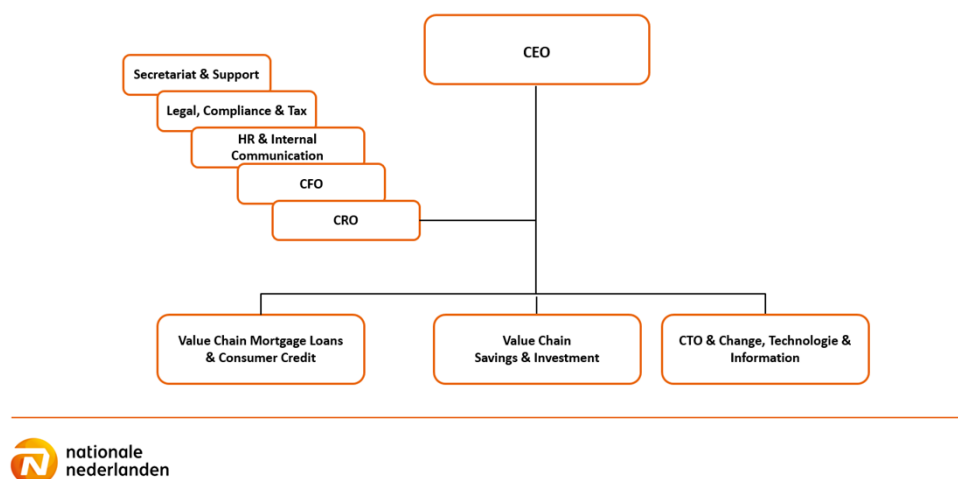 CEO
Secretariat & Support
Legal, Compliance & Tax
HR & Internal
Communication
CFO
CRO
Value Chain Mortgage Loans
& Consumer Credit
Value Chain
Savings & Investment
CTO & Change, Technologie &
Information
nationale
nederlanden